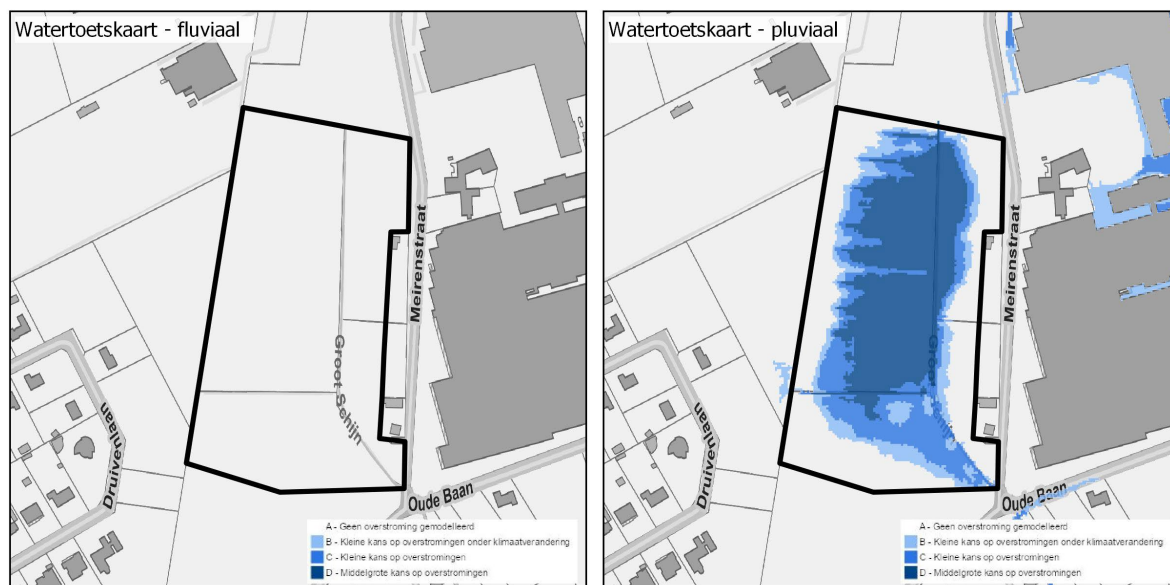 Watertoetskaart - fluviaal
Meirenstraat
Groot Schijn
Druivenlaan
Oude Baan
A - Geen overstroming gemodelleerd
B - Kleine kans op overstromingen onder klimaatverandering
C - Kleine kans op overstromingen
D - Middelgrote kans op overstromingen
Watertoetskaart - pluviaal
Meirenstraat
Groot Schijn
Druivenlaan
Oude Baan
A - Geen overstroming gemodelleerd
B - Kleine kans op overstromingen onder klimaatverandering
C - Kleine kans op overstromingen
D - Middelgrote kans op overstromingen